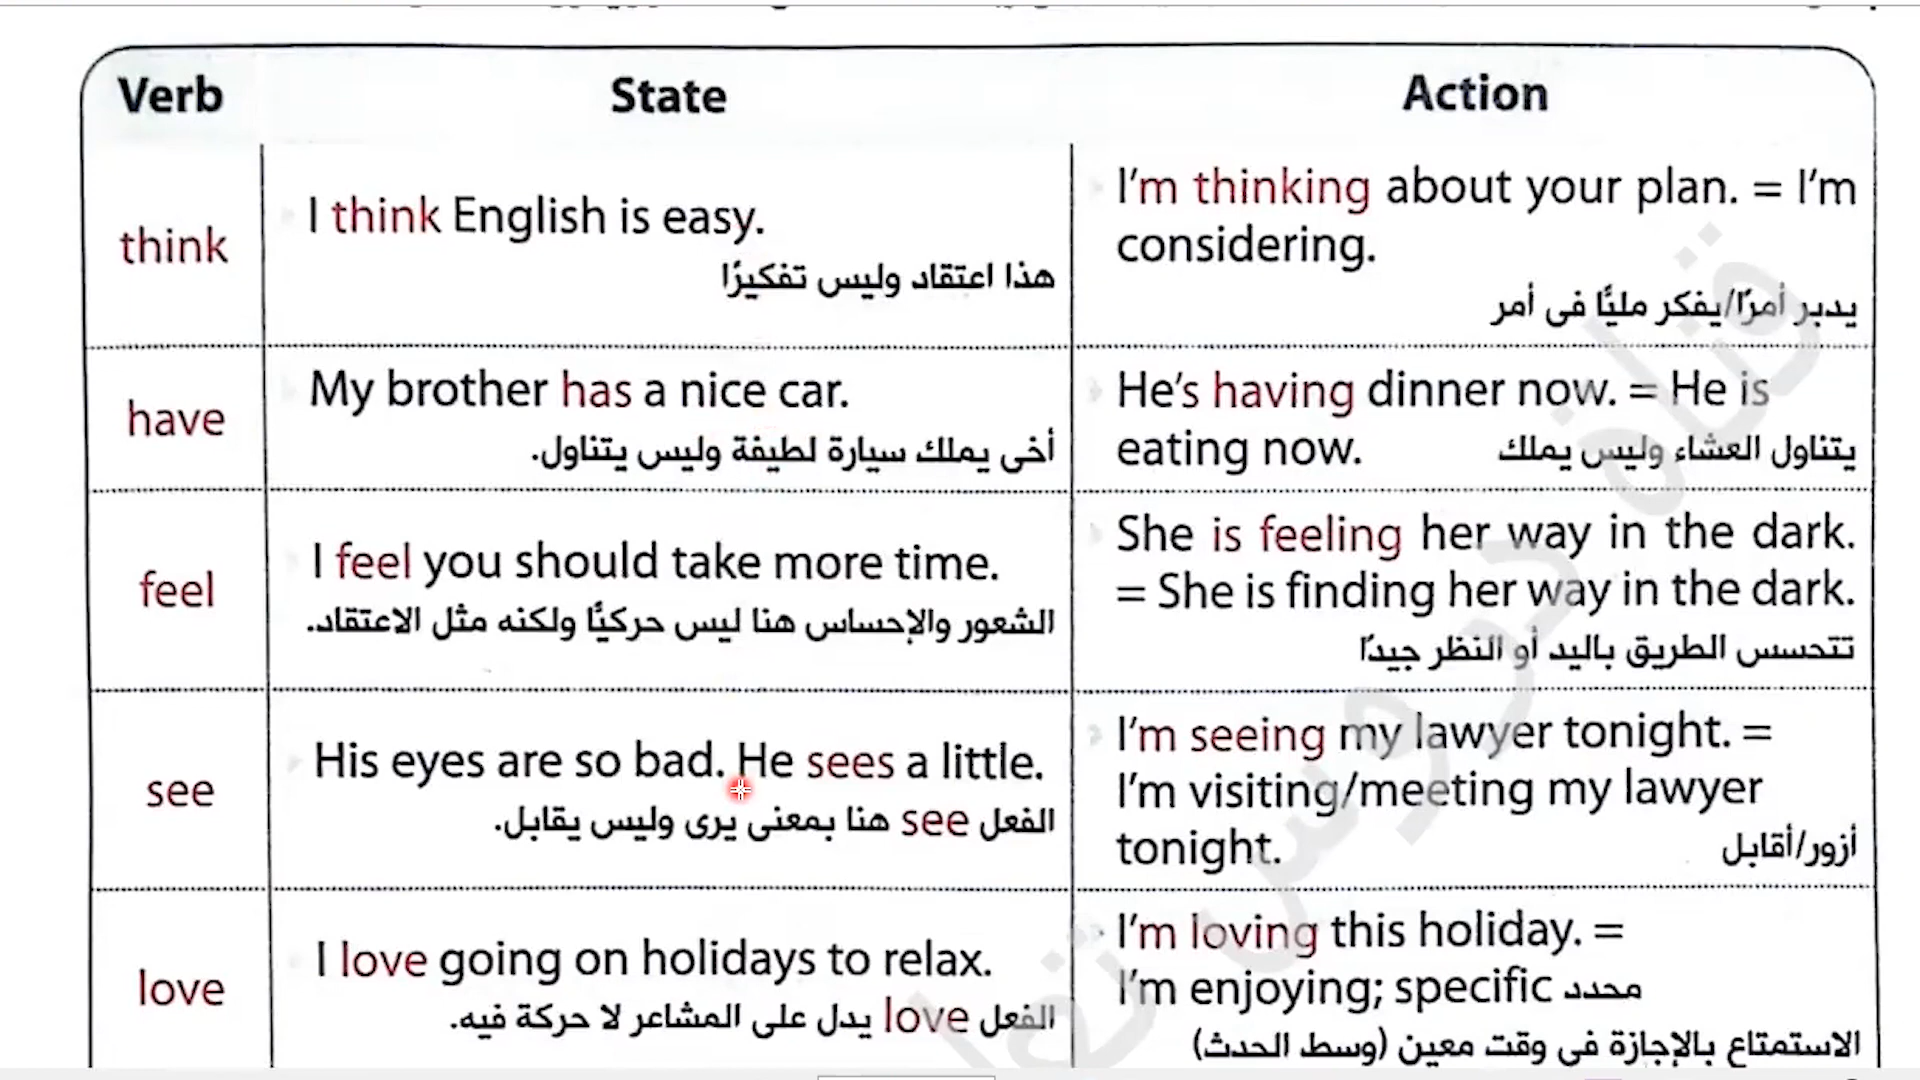 Verb State Action
think
I think English is easy.
هذا اعتقاد وليس تفكيرًا
I'm thinking about your plan. = I'm
considering.
يدبر أمرًا/يفكر مليًّا فى أمر
have
My brother has a nice car.
أخى يملك سيارة لطيفة وليس يتناول.
He's having dinner now. = He is
eating now. يتناول العشاء وليس يملك
feel
I feel you should take more time.
الشعور والإحساس هنا ليس حركيًّا ولكنه مثل الاعتقاد.
She is feeling her way in the dark.
= She is finding her way in the dark.
تتحسس الطريق باليد أو النظر جيدًا
see
His eyes are so bad. He sees a little.
الفعل see هنا بمعنى يرى وليس يقابل.
I'm seeing my lawyer tonight. =
I'm visiting/meeting my lawyer
tonight. أزور/أقابل
love
I love going on holidays to relax.
الفعل love يدل على المشاعر لا حركة فيه.
I'm loving this holiday. =
I'm enjoying; specific محدد
الاستمتاع بالإجازة فى وقت معين (وسط الحدث)
قناة دروس